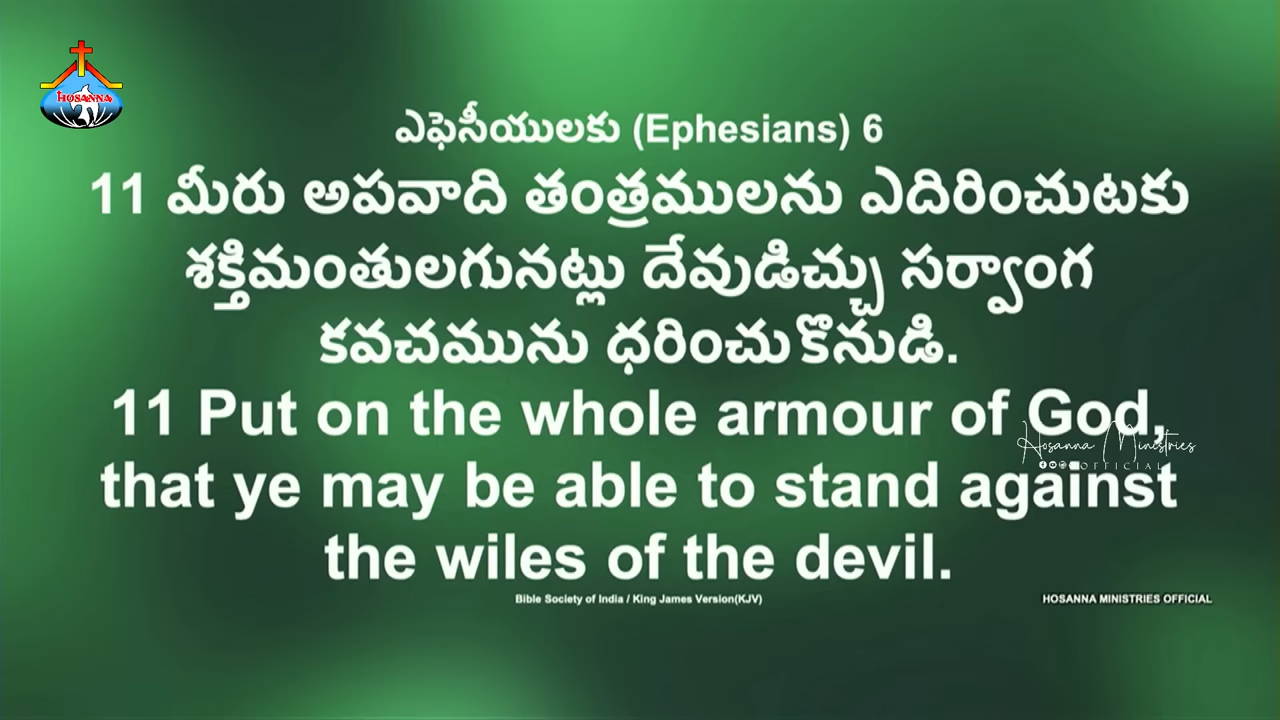 HOSANNA
ఎఫెసీయులకు (Ephesians) 6
11 మీరు అపవాది తంత్రములను ఎదిరించుటకు
శక్తిమంతులగునట్లు దేవుడిచ్చు సర్వాంగ
కవచమును ధరించుకొనుడి.
11 Put on the whole armour of God,
that ye may be able to stand against
the wiles of the devil.
Hosanna Ministries
OFFICIAL
Bible Society of India / King James Version(KJV)
HOSANNA MINISTRIES OFFICIAL